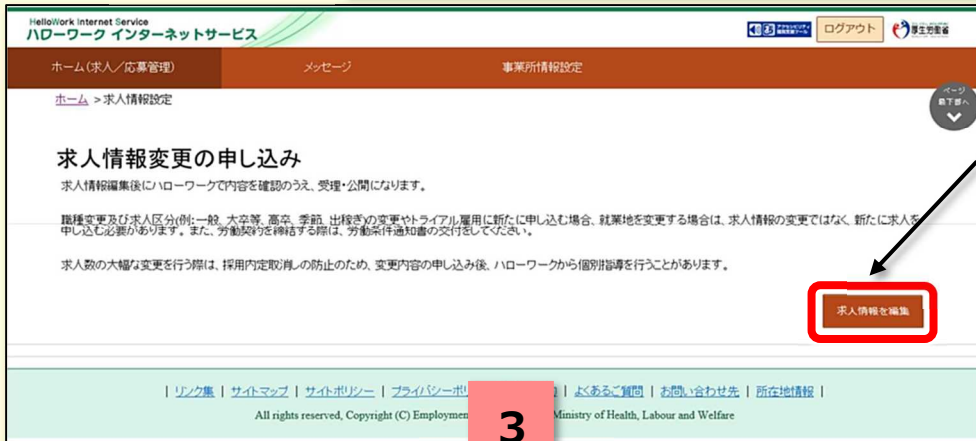 HelloWork Internet Service
ハローワーク インターネットサービス
ログアウト
厚生労働省
ホーム(求人/応募管理)
メッセージ
事業所情報設定
ホーム >求人情報設定
ページ
最下部へ
求人情報変更の申し込み
求人情報編集後にハローワークで内容を確認のうえ、受理・公開になります。
職種変更及び求人区分(例:一般、大卒等、高卒、季節、出稼ぎ)の変更やトライアル雇用に新たに申し込む場合、就業地を変更する場合は、求人情報の変更ではなく、新たに求人を
申し込む必要があります。また、労働契約を締結する際は、労働条件通知書の交付をしてください。
求人数の大幅な変更を行う際は、採用内定取消しの防止のため、変更内容の申し込み後、ハローワークから個別指導を行うことがあります。
求人情報を編集
| リンク集 | サイトマップ | サイトポリシー | プライバシーポリ | よくあるご質問 | お問い合わせ先 | 所在地情報 |
All rights reserved, Copyright (C) Employmen Ministry of Health, Labour and Welfare
3